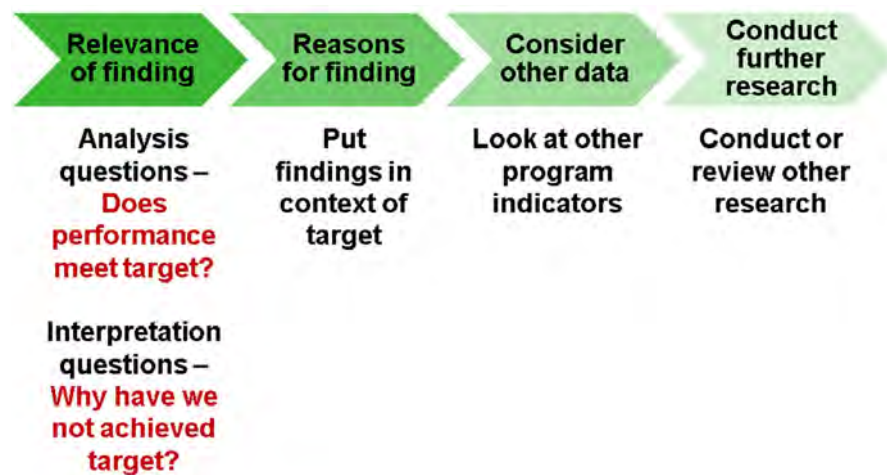 Relevance
of finding
Reasons
for finding
Consider
other data
Conduct
further
research
Analysis
questions –
Does
performance
meet target?
Interpretation
questions –
Why have we
not achieved
target?
Put
findings in
context of
target
Look at other
program
indicators
Conduct or
review other
research